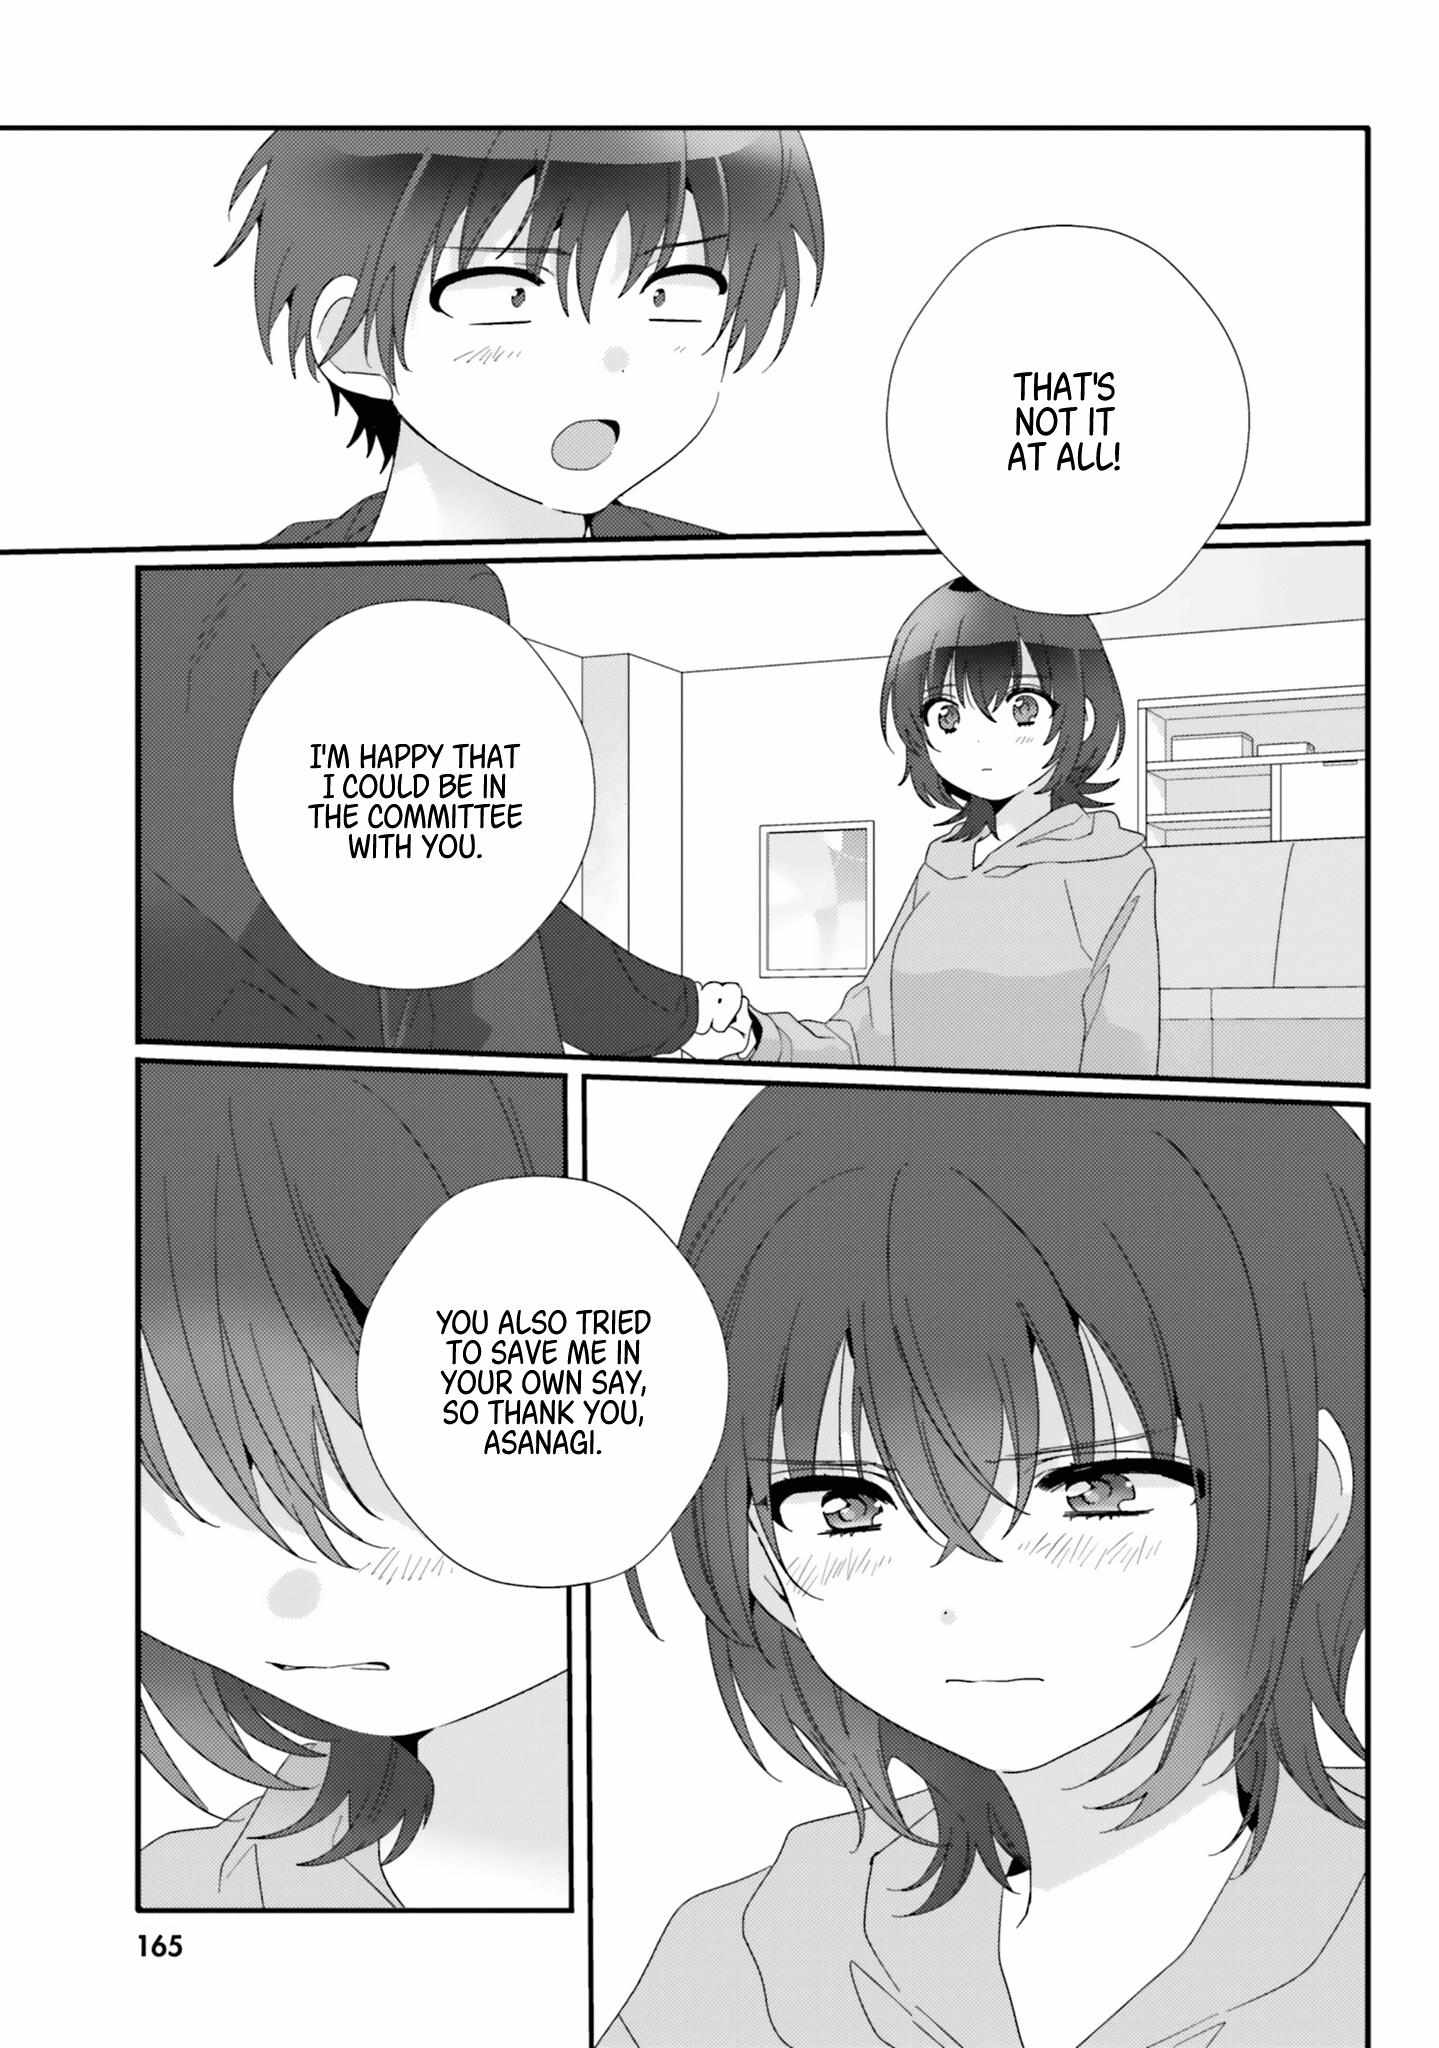 THAT'S
NOT IT
AT ALL!
I'M HAPPY THAT
I COULD BE IN
THE COMMITTEE
WITH YOU.
YOU ALSO TRIED
TO SAVE ME IN
YOUR OWN SAY,
SO THANK YOU,
ASANAGI.
165